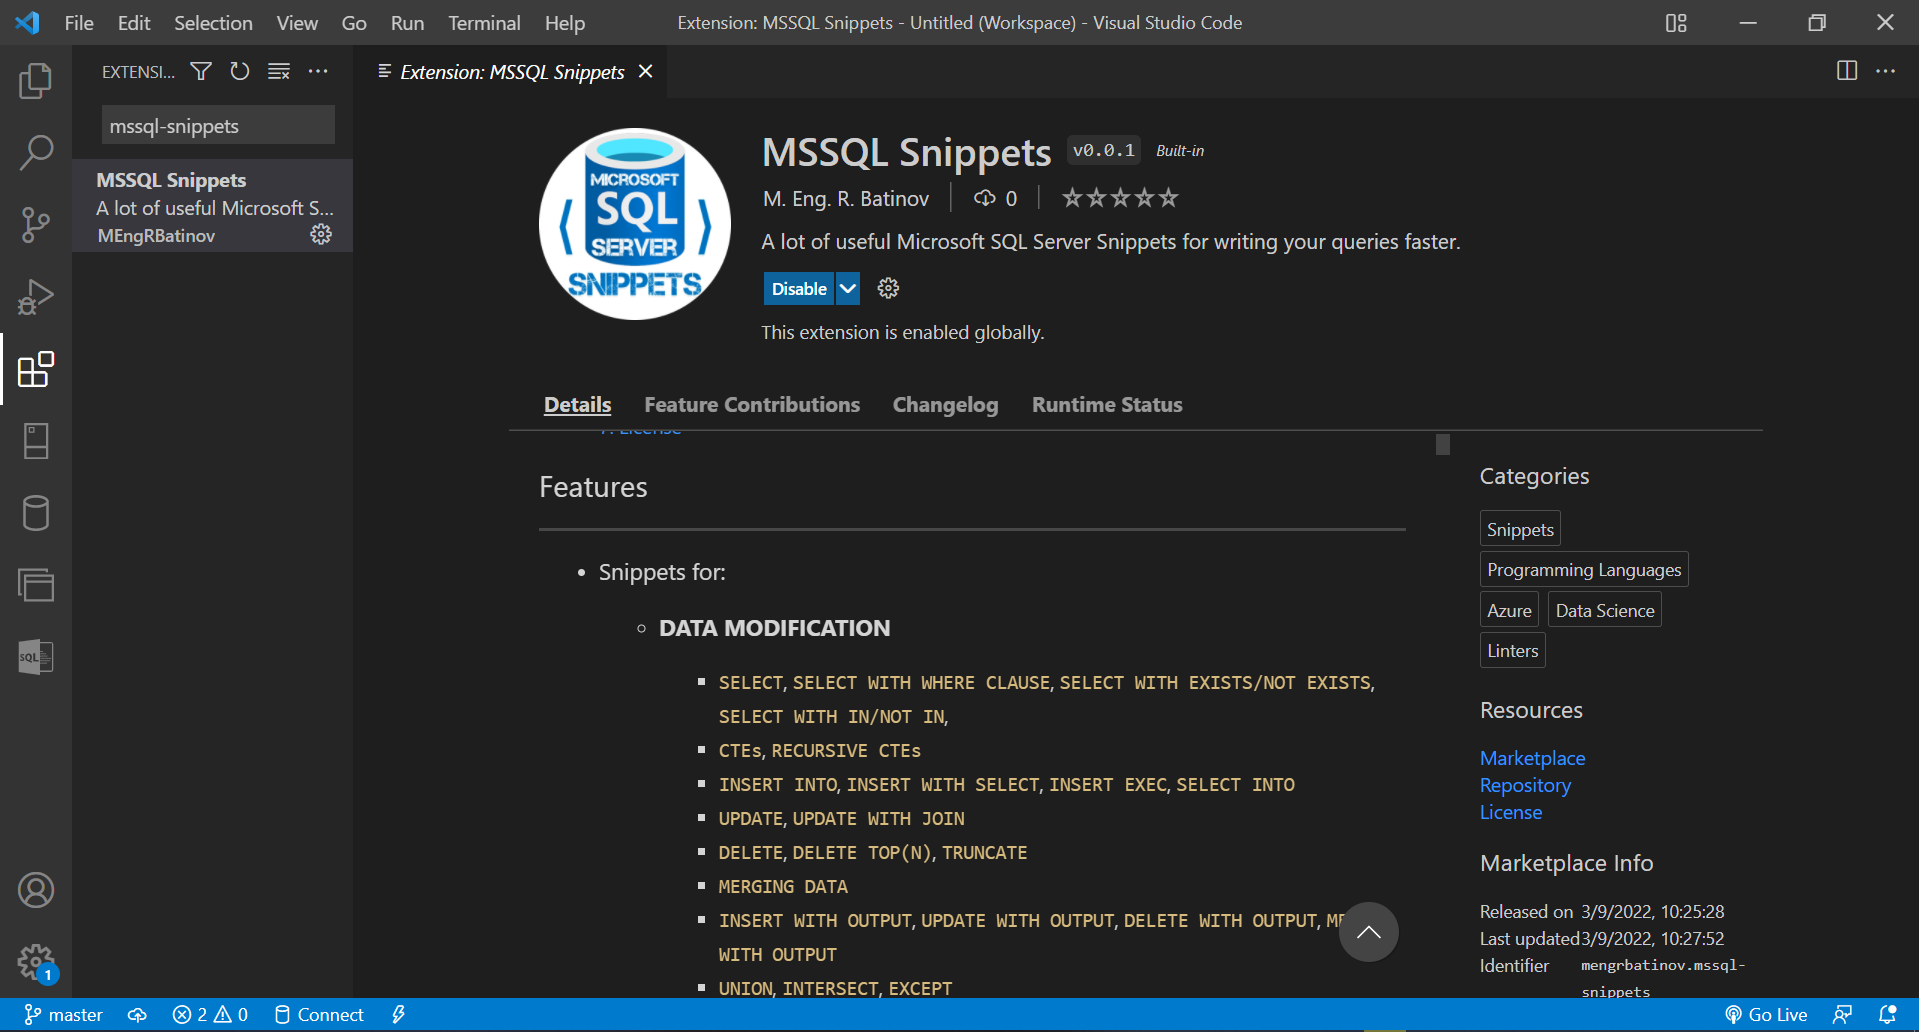 File Edit Selection View Go Run Terminal Help
Extension: MSSQL Snippets - Untitled (Workspace) - Visual Studio Code
EXTENSI...
Extension: MSSQL Snippets
mssql-snippets
MSSQL Snippets
A lot of useful Microsoft S...
MEngRBatinov
MICROSOFT
SQL
SERVER
SNIPPETS
MSSQL Snippets v0.0.1 Built-in
M. Eng. R. Batinov 0
A lot of useful Microsoft SQL Server Snippets for writing your queries faster.
Disable
This extension is enabled globally.
Details Feature Contributions Changelog Runtime Status
7. License
Features
Snippets for:
DATA MODIFICATION
SELECT, SELECT WITH WHERE CLAUSE, SELECT WITH EXISTS/NOT EXISTS,
SELECT WITH IN/NOT IN,
CTEs, RECURSIVE CTEs
INSERT INTO, INSERT WITH SELECT, INSERT EXEC, SELECT INTO
UPDATE, UPDATE WITH JOIN
DELETE, DELETE TOP(N), TRUNCATE
MERGING DATA
INSERT WITH OUTPUT, UPDATE WITH OUTPUT, DELETE WITH OUTPUT,
WITH OUTPUT
UNION, INTERSECT, EXCEPT
Categories
Snippets
Programming Languages
Azure Data Science
Linters
Resources
Marketplace
Repository
License
Marketplace Info
Released on 3/9/2022, 10:25:28
Last updated 3/9/2022, 10:27:52
Identifier mengrbatinov.mssql-
snippets
SQL
1
master 2 0 Connect Go Live